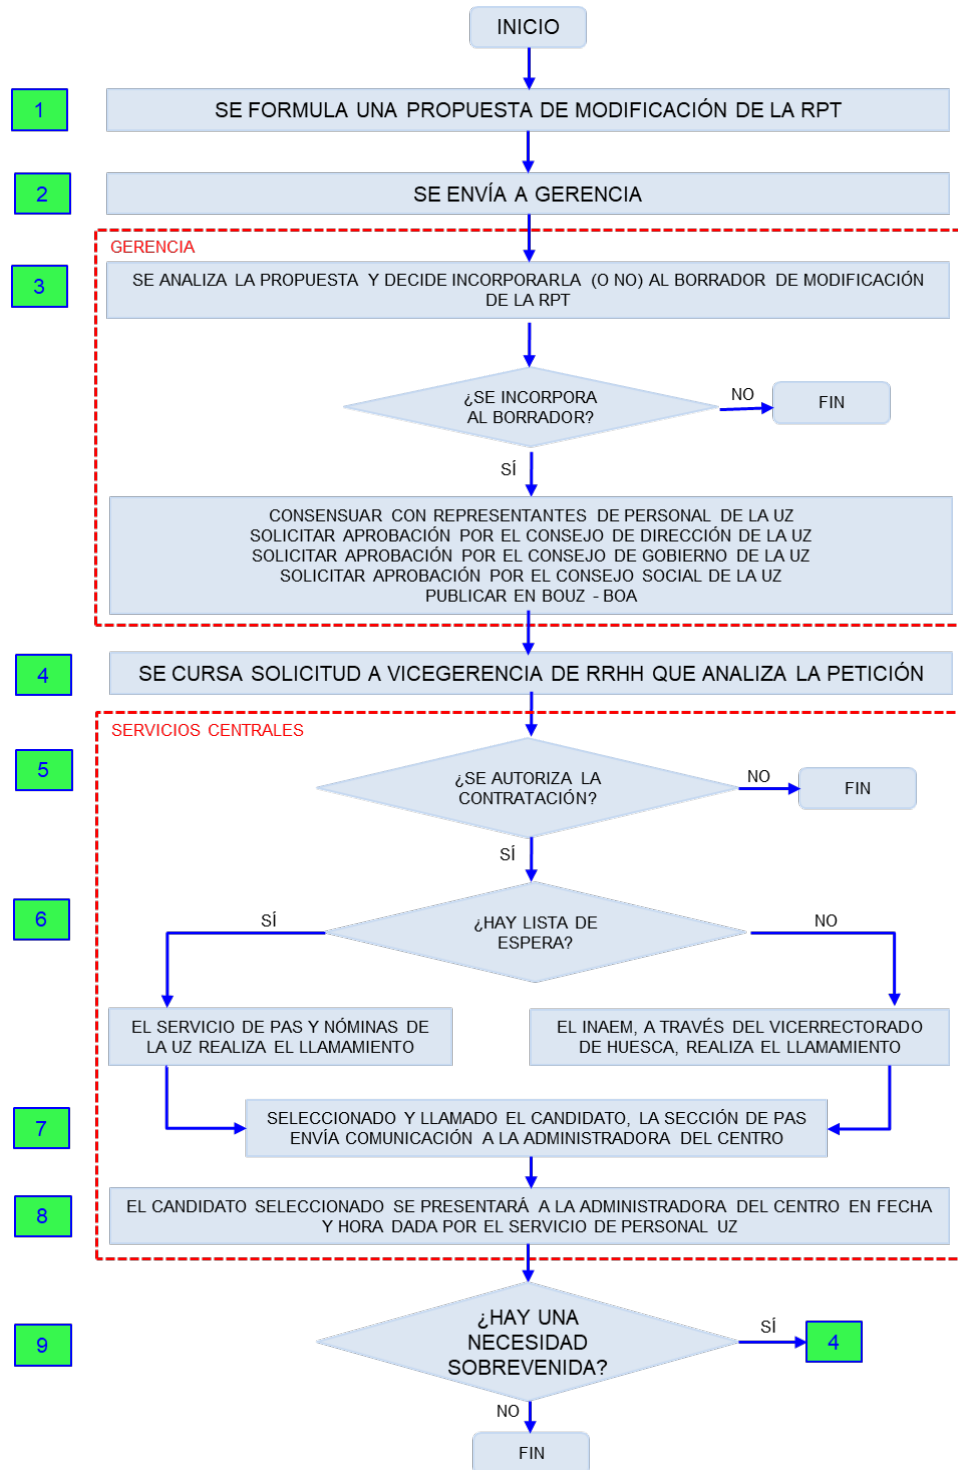 INICIO
1
SE FORMULA UNA PROPUESTA DE MODIFICACIÓN DE LA RPT
2
SE ENVÍA A GERENCIA
GERENCIA
3
SE ANALIZA LA PROPUESTA Y DECIDE INCORPORARLA (O NO) AL BORRADOR DE MODIFICACIÓN
DE LA RPT
¿SE INCORPORA
AL BORRADOR?
NO
FIN
SÍ
CONSENSUAR CON REPRESENTANTES DE PERSONAL DE LA UZ
SOLICITAR APROBACIÓN POR EL CONSEJO DE DIRECCIÓN DE LA UZ
SOLICITAR APROBACIÓN POR EL CONSEJO DE GOBIERNO DE LA UZ
SOLICITAR APROBACIÓN POR EL CONSEJO SOCIAL DE LA UZ
PUBLICAR EN BOUZ - BOA
4
SE CURSA SOLICITUD A VICEGERENCIA DE RRHH QUE ANALIZA LA PETICIÓN
SERVICIOS CENTRALES
5
¿SE AUTORIZA LA
CONTRATACIÓN?
NO
FIN
SÍ
6
¿HAY LISTA DE
ESPERA?
SÍ
NO
EL SERVICIO DE PAS Y NÓMINAS DE
LA UZ REALIZA EL LLAMAMIENTO
EL INAEM, A TRAVÉS DEL VICERRECTORADO
DE HUESCA, REALIZA EL LLAMAMIENTO
7
SELECCIONADO Y LLAMADO EL CANDIDATO, LA SECCIÓN DE PAS
ENVÍA COMUNICACIÓN A LA ADMINISTRADORA DEL CENTRO
8
EL CANDIDATO SELECCIONADO SE PRESENTARÁ A LA ADMINISTRADORA DEL CENTRO EN FECHA
Y HORA DADA POR EL SERVICIO DE PERSONAL UZ
9
¿HAY UNA
NECESIDAD
SOBREVENIDA?
SÍ
4
NO
FIN